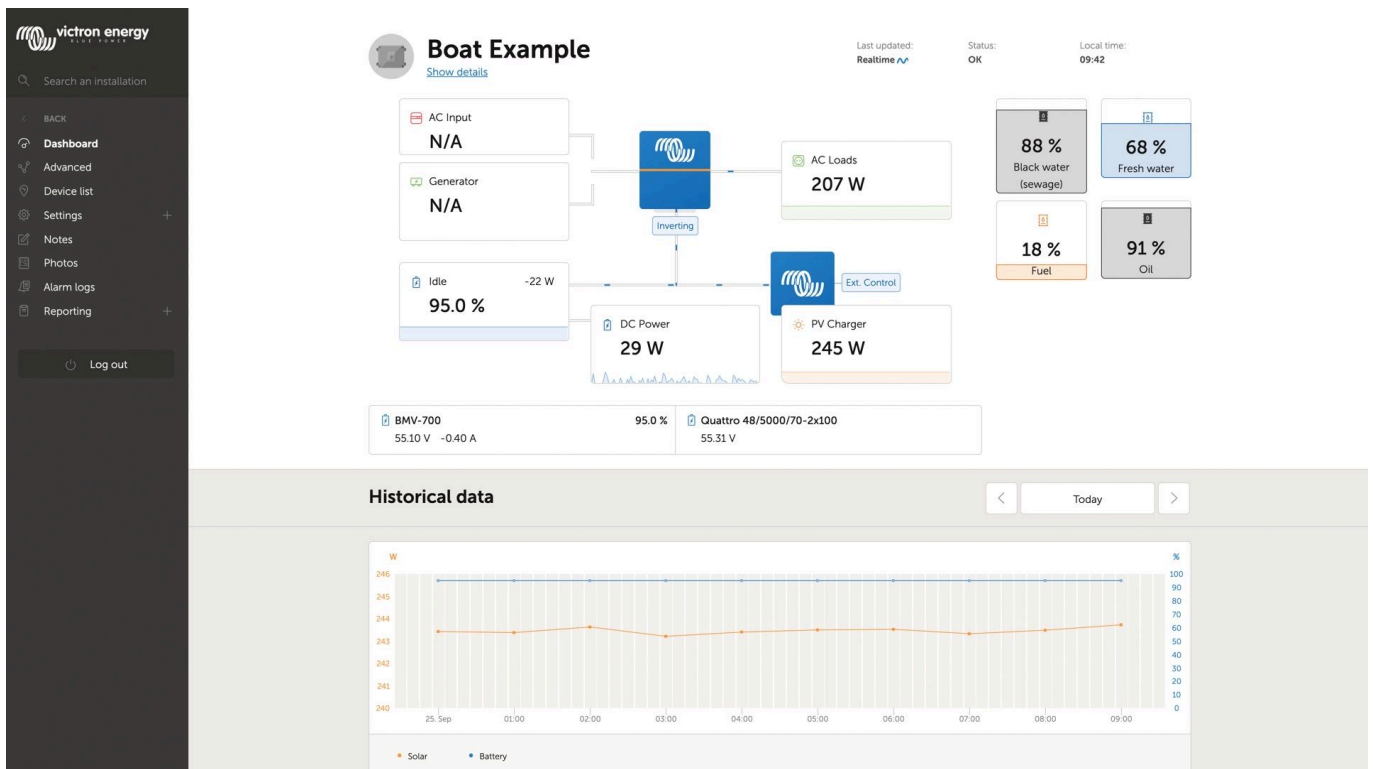 victron energy
BLUE POWER
Search an installation
BACK
Dashboard
Advanced
Device list
Settings
Notes
Photos
Alarm logs
Reporting
Log out
Boat Example
Show details
Last updated:
Realtime
Status:
OK
Local time:
09:42
AC Input
N/A
Generator
N/A
Inverting
AC Loads
207 W
88 %
Black water
(sewage)
68 %
Fresh water
18 %
Fuel
91 %
Oil
Idle -22 W
95.0 %
Ext. Control
DC Power
29 W
PV Charger
245 W
BMV-700 95.0 %
55.10 V -0.40 A
Quattro 48/5000/70-2x100
55.31 V
Historical data
Today
W
246
245
244
243
242
241
240
%
100
90
80
70
60
50
40
30
20
10
0
25. Sep 01:00 02:00 03:00 04:00 05:00 06:00 07:00 08:00 09:00
Solar Battery